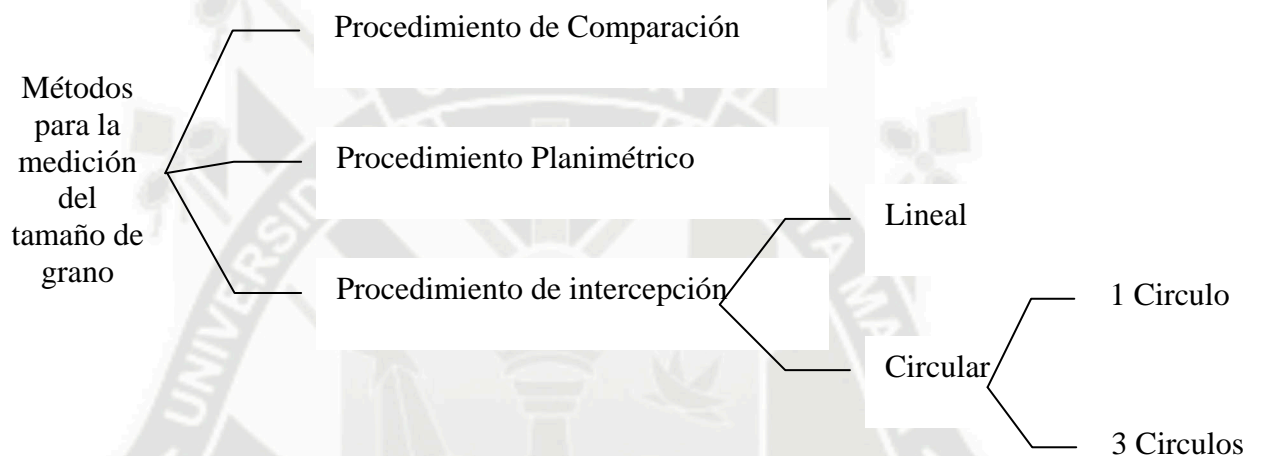 Métodos
para la
medición
del
tamaño de
grano
Procedimiento de Comparación
Procedimiento Planimétrico
Procedimiento de intercepción
Lineal
Circular
1 Circulo
3 Circulos